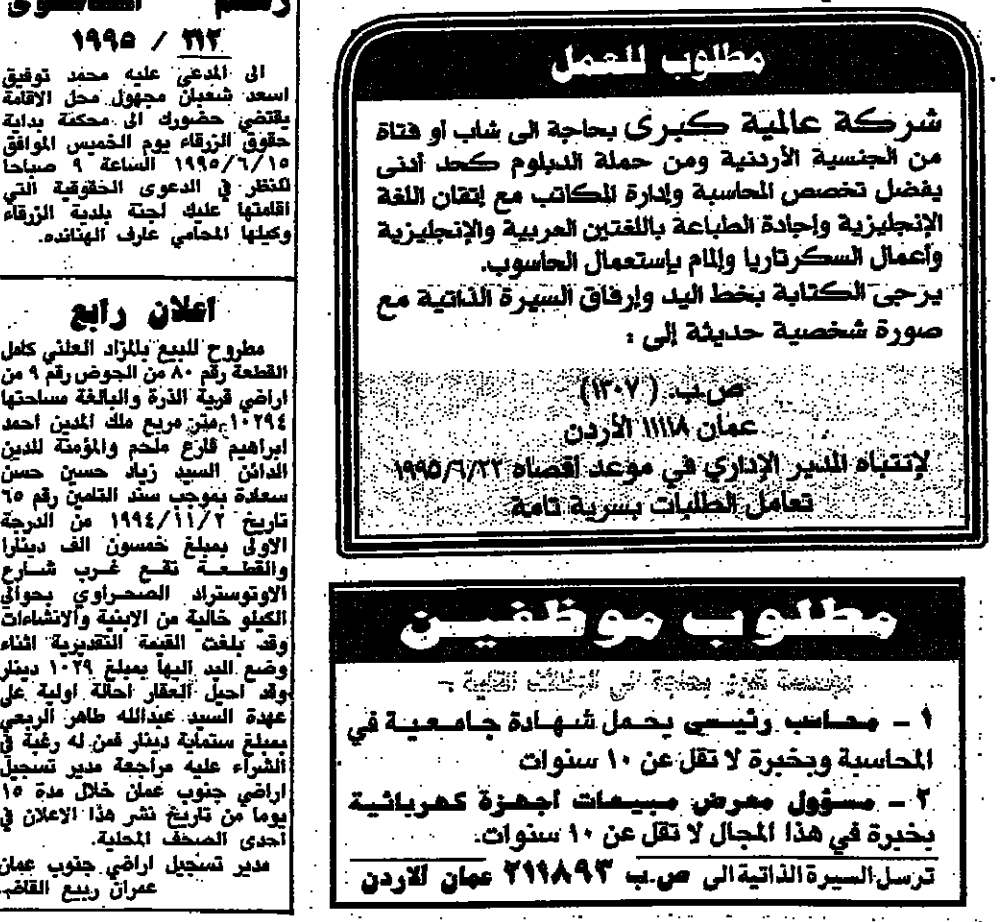 مطلوب للعمل
شركة عالمية كبرى بحاجة الى شاب أو فتاة
من الجنسية الأردنية ومن حملة الدبلوم كحد أدنى
يفضل تخصص المحاسبة وإدارة المكاتب مع إتقان اللغة
الإنجليزية وإجادة الطباعة باللغتين العربية والإنجليزية
وأعمال السكرتاريا وإلمام بإستعمال الحاسوب.
يرجى الكتابة بخط اليد وإرفاق السيرة الذاتية مع
صورة شخصية حديثة إلى :
ص.ب. (١٣٠٧)
عمان ١١١١٨ الأردن
لإنتباه المدير الإداري في موعد أقصاه ١٩٩٥/٦/٢٢
تعامل الطلبات بسرية تامة
مطلوب موظفين
بحاجة الى
١ - محاسب رئيسي يحمل شهادة جامعية في
المحاسبة وبخبرة لا تقل عن ١٠ سنوات
٢ - مسؤول معرض مبيعات اجهزة كهربائية
بخبرة في هذا المجال لا تقل عن ١٠ سنوات.
ترسل السيرة الذاتية الى ص.ب ٢١١٨٩٣ عمان الاردن
١٩٩٥ /
الى المدعى عليه محمد توفيق
اسعد شعبان مجهول محل الاقامة
يقتضي حضورك الى محكمة بداية
حقوق الزرقاء يوم الخميس الموافق
١٩٩٥/٦/١٥ الساعة ٩ صباحا
للنظر في الدعوى الحقوقية التي
اقامتها عليك لجنة بلدية الزرقاء
وكيلها المحامي عارف الهنانده.
اعلان رابع
مطروح للبيع بالمزاد العلني كامل
القطعة رقم ٨٠ من الحوض رقم ٩ من
اراضي قرية الذرة والبالغة مساحتها
١٠٢٩٤ متر مربع ملك المدين احمد
ابراهيم فارع ملحم والمؤمنة للدين
الدائن السيد زياد حسين حسن
سعادة بموجب سند التامين رقم ٦٥
تاريخ ١٩٩٤/١١/٢ من الدرجة
الاولى بمبلغ خمسون الف دينارا
والقطعة تقع غرب شارع
الاوتوستراد الصحراوي بحوالي
الكيلو خالية من الابنية والانشاءات
وقد بلغت القيمة التقديرية اثناء
وضع اليد اليها بمبلغ ١٠٢٩ دينار
وقد احيل العقار احالة اولية على
عهدة السيد عبدالله طاهر الربعي
بمبلغ ستماية دينار فمن له رغبة في
الشراء عليه مراجعة مدير تسجيل
اراضي جنوب عمان خلال مدة ١٥
يوما من تاريخ نشر هذا الاعلان في
احدى الصحف المحلية.
مدير تسجيل اراضي جنوب عمان
عمران ربيع القاضي